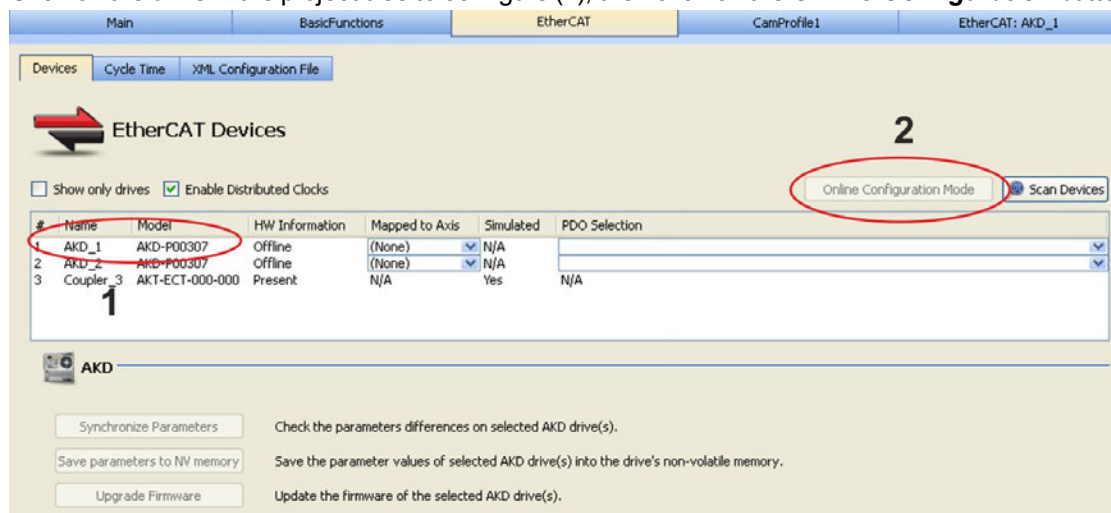 Main BasicFunctions EtherCAT CamProfile1 EtherCAT: AKD_1
Devices Cycle Time XML Configuration File
EtherCAT Devices
2
Show only drives Enable Distributed Clocks Online Configuration Mode Scan Devices
# Name Model HW Information Mapped to Axis Simulated PDO Selection
1 AKD_1 AKD-P00307 Offline (None) N/A
2 AKD_2 AKD-P00307 Offline (None) N/A
3 Coupler_3 AKT-ECT-000-000 Present N/A Yes N/A
1
AKD
Synchronize Parameters Check the parameters differences on selected AKD drive(s).
Save parameters to NV memory Save the parameter values of selected AKD drive(s) into the drive's non-volatile memory.
Upgrade Firmware Update the firmware of the selected AKD drive(s).